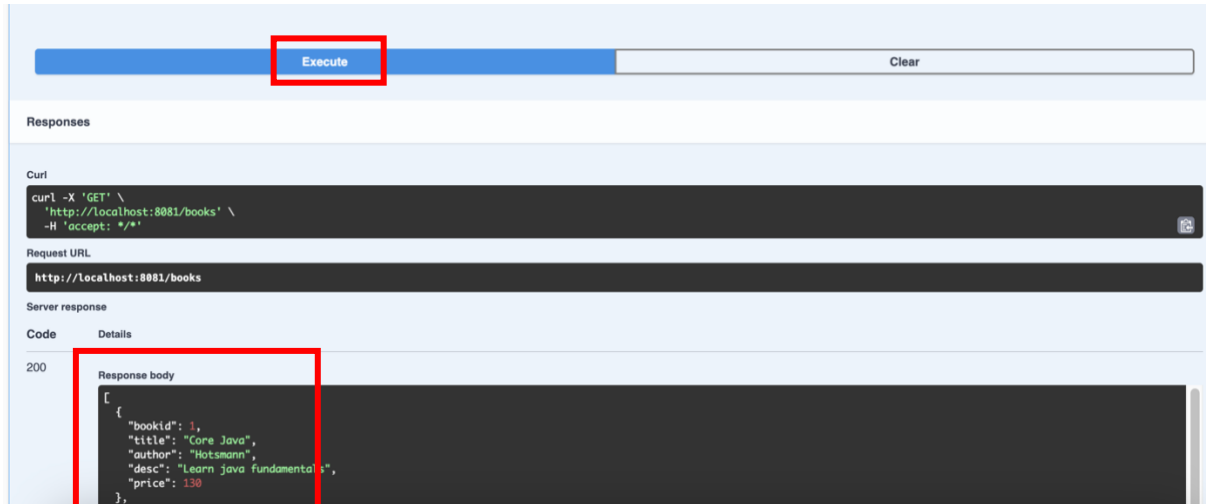 Execute Clear
Responses
Curl
curl -X 'GET' \
'http://localhost:8081/books' \
-H 'accept: */*'
Request URL
http://localhost:8081/books
Server response
Code Details
200
Response body
[
{
"bookid": 1,
"title": "Core Java",
"author": "Hotsmann",
"desc": "Learn java fundamentals",
"price": 130
},